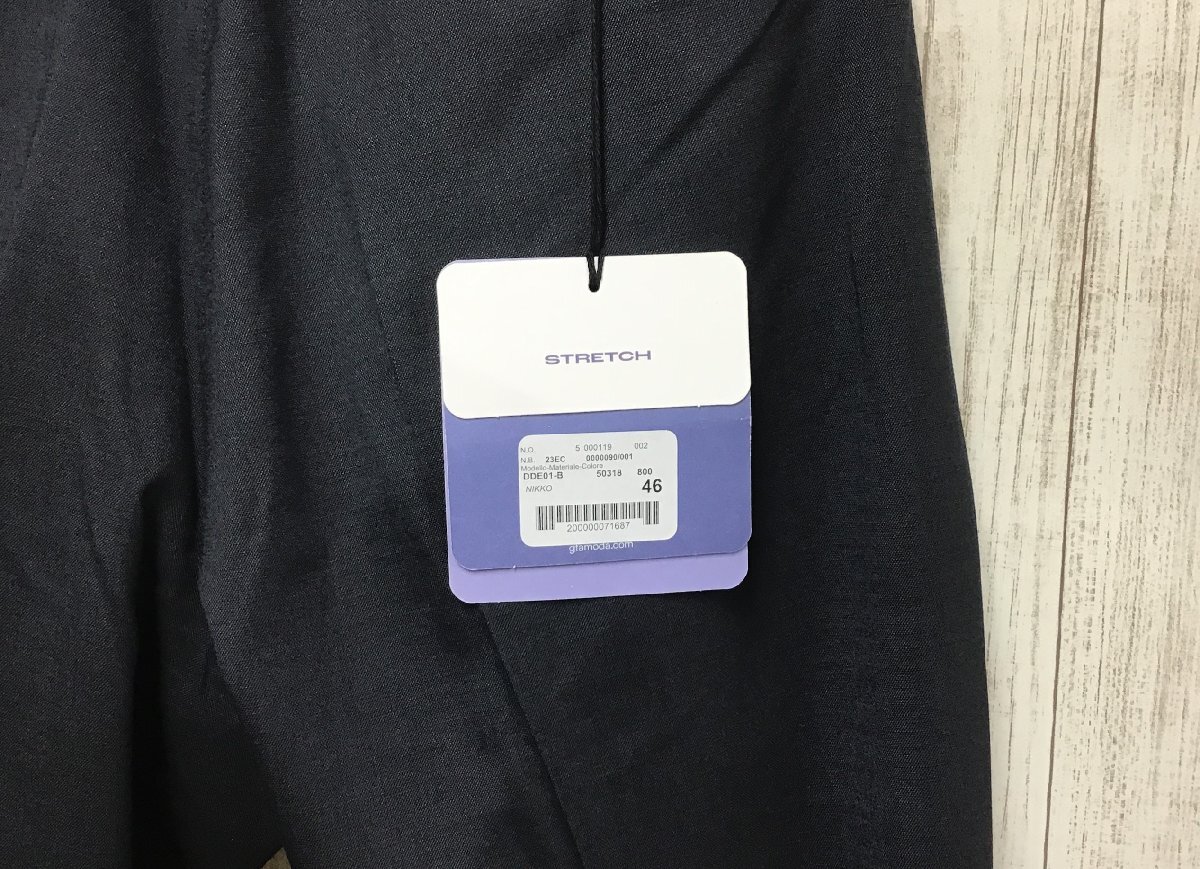 STRETCH
N.O. 5 000119 002
N.B. 23EC 0000090/001
Modello-Materiale-Colore
DDE01-B 50318 800
NIKKO 46
200000071687
gtamoda.com